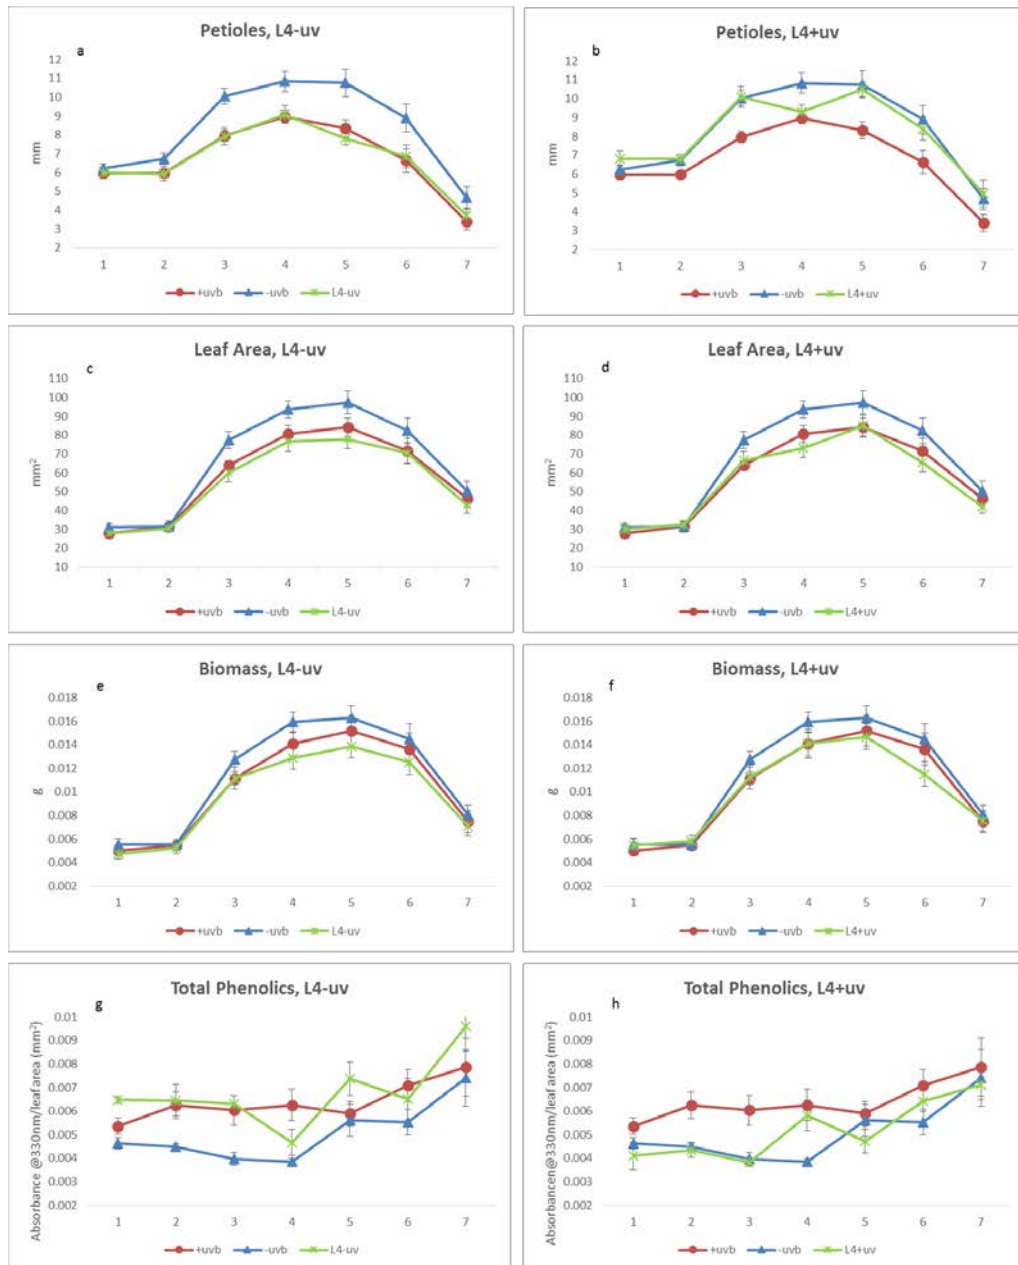 Petioles, L4-uv
a
12
11
10
9
8
7
6
5
4
3
2
mm
1 2 3 4 5 6 7
+uvb -uvb L4-uv
Petioles, L4+uv
b
12
11
10
9
8
7
6
5
4
3
2
mm
1 2 3 4 5 6 7
+uvb -uvb L4+uv
Leaf Area, L4-uv
c
110
100
90
80
70
60
50
40
30
20
10
mm²
1 2 3 4 5 6 7
+uvb -uvb L4-uv
Leaf Area, L4+uv
d
110
100
90
80
70
60
50
40
30
20
10
mm²
1 2 3 4 5 6 7
+uvb -uvb L4+uv
Biomass, L4-uv
e
0.018
0.016
0.014
0.012
0.01
0.008
0.006
0.004
0.002
g
1 2 3 4 5 6 7
+uvb -uvb L4-uv
Biomass, L4+uv
f
0.018
0.016
0.014
0.012
0.01
0.008
0.006
0.004
0.002
g
1 2 3 4 5 6 7
+uvb -uvb L4+uv
Total Phenolics, L4-uv
g
0.01
0.009
0.008
0.007
0.006
0.005
0.004
0.003
0.002
Absorbance @330nm/leaf area (mm²)
1 2 3 4 5 6 7
+uvb -uvb L4-uv
Total Phenolics, L4+uv
h
0.01
0.009
0.008
0.007
0.006
0.005
0.004
0.003
0.002
Absorbancen@330nm/leaf area (mm²)
1 2 3 4 5 6 7
+uvb -uvb L4+uv